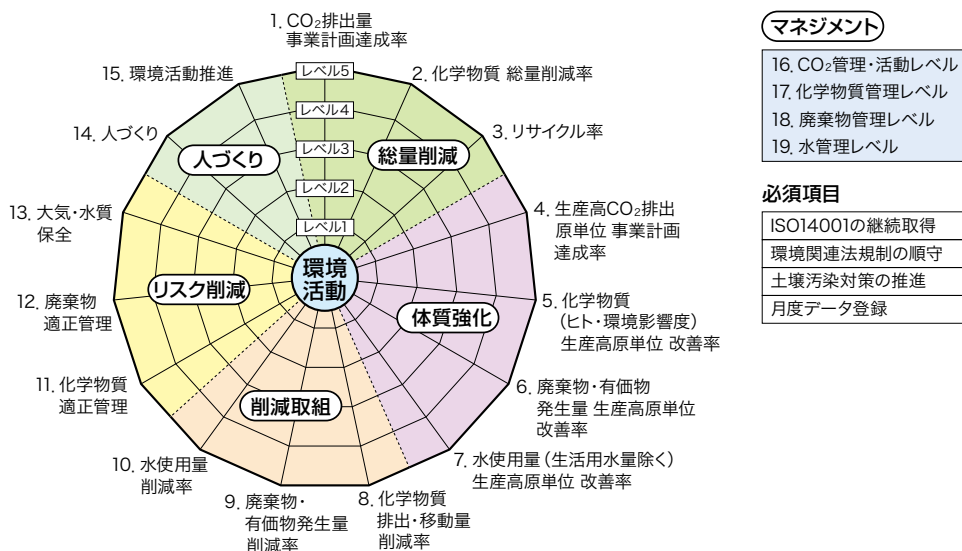 1. CO₂排出量
事業計画達成率
2. 化学物質 総量削減率
3. リサイクル率
4. 生産高CO₂排出
原単位 事業計画
達成率
5. 化学物質
(ヒト・環境影響度)
生産高原単位 改善率
6. 廃棄物・有価物
発生量 生産高原単位
改善率
7. 水使用量(生活用水量除く)
生産高原単位 改善率
8. 化学物質
排出・移動量
削減率
9. 廃棄物・
有価物発生量
削減率
10. 水使用量
削減率
11. 化学物質
適正管理
12. 廃棄物
適正管理
13. 大気・水質
保全
14. 人づくり
15. 環境活動推進
レベル5
レベル4
レベル3
レベル2
レベル1
環境
活動
総量削減
体質強化
削減取組
リスク削減
人づくり
マネジメント
16. CO₂管理・活動レベル
17. 化学物質管理レベル
18. 廃棄物管理レベル
19. 水管理レベル
必須項目
ISO14001の継続取得
環境関連法規制の順守
土壌汚染対策の推進
月度データ登録